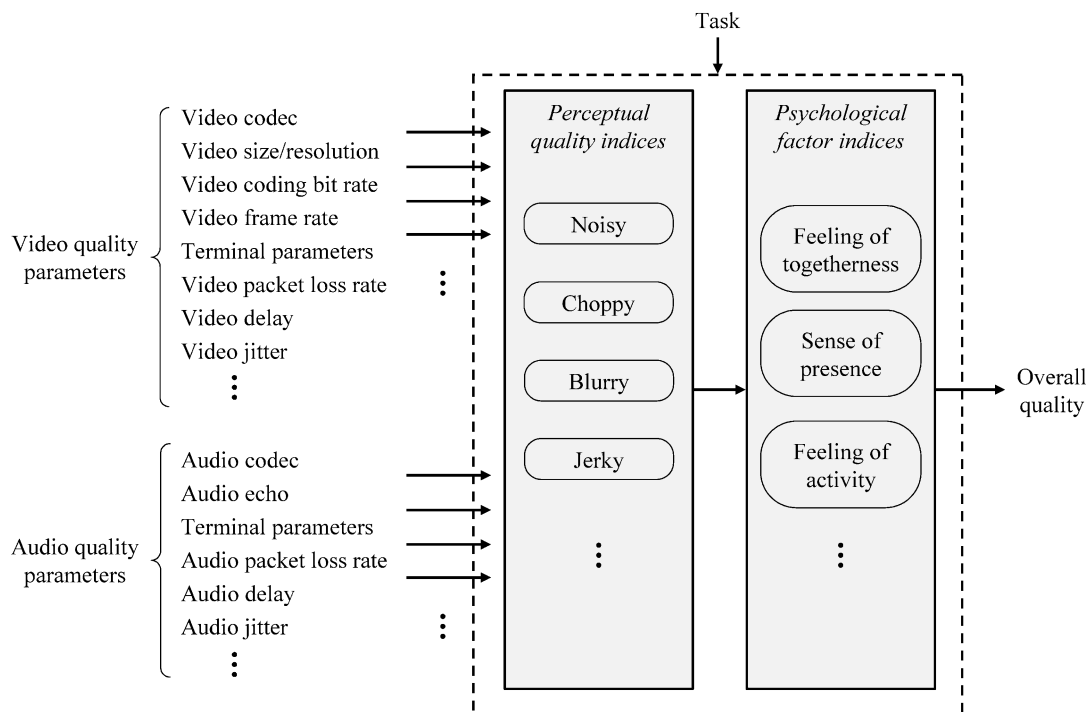 Task
Video quality
parameters
Video codec
Video size/resolution
Video coding bit rate
Video frame rate
Terminal parameters
Video packet loss rate
Video delay
Video jitter
Audio quality
parameters
Audio codec
Audio echo
Terminal parameters
Audio packet loss rate
Audio delay
Audio jitter
Perceptual
quality indices
Noisy
Choppy
Blurry
Jerky
Psychological
factor indices
Feeling of
togetherness
Sense of
presence
Feeling of
activity
Overall
quality